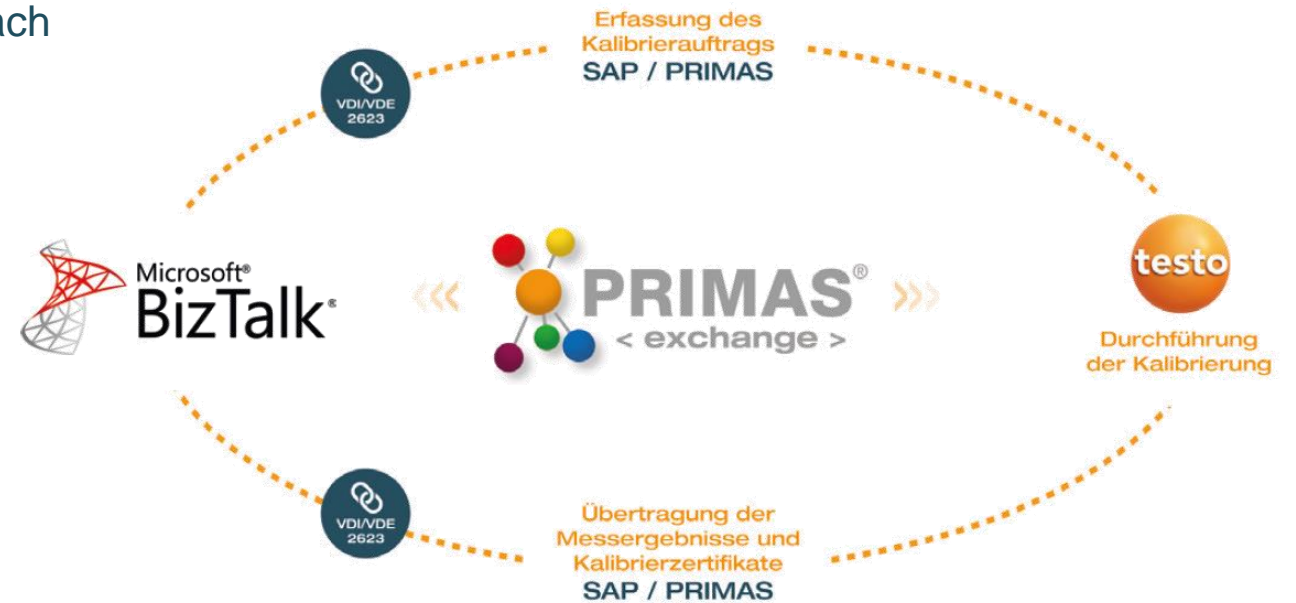 Erfassung des
Kalibrierauftrags
SAP / PRIMAS
VDI/VDE
2623
Microsoft®
BizTalk®
PRIMAS®
< exchange >
testo
Durchführung
der Kalibrierung
VDI/VDE
2623
Übertragung der
Messergebnisse und
Kalibrierzertifikate
SAP / PRIMAS